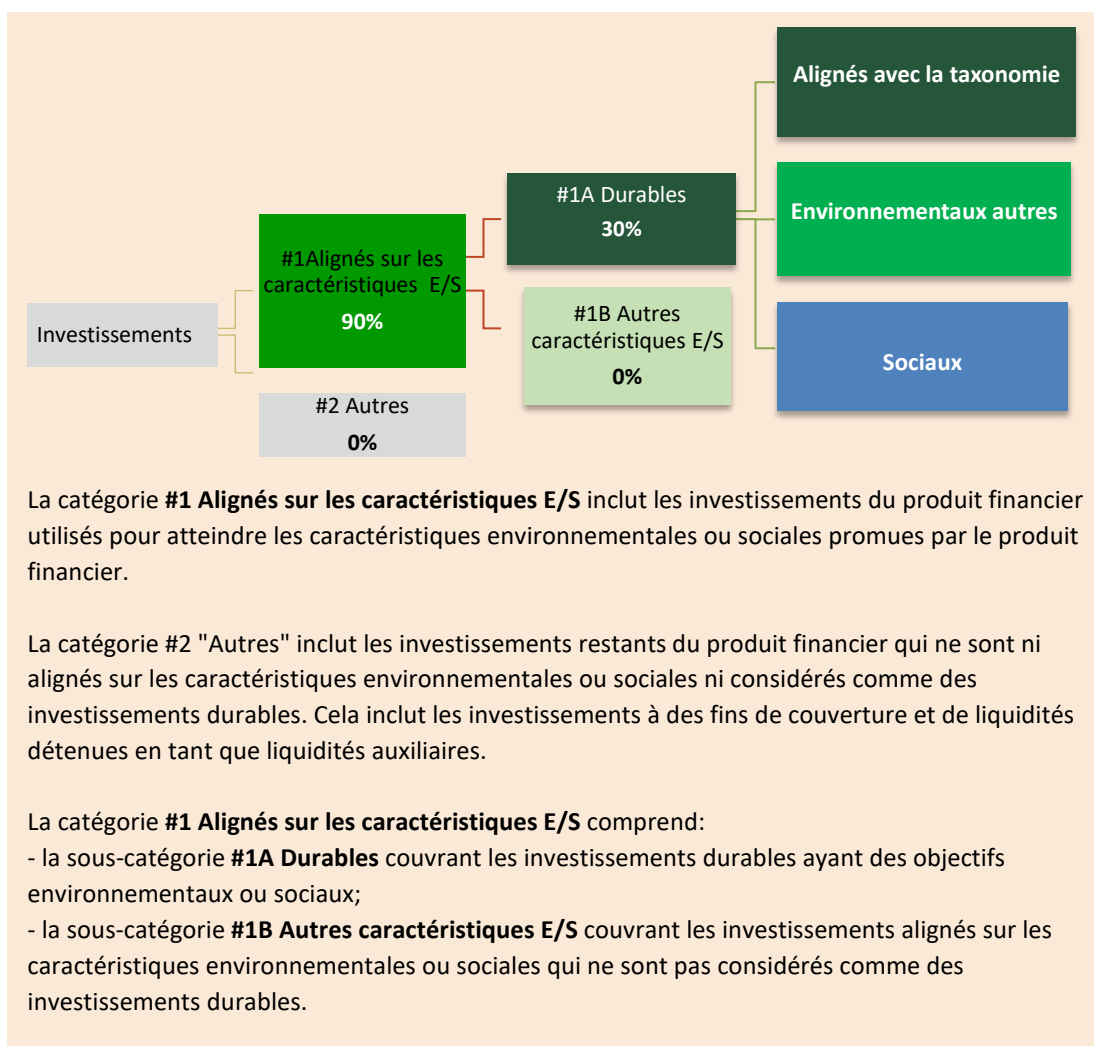 Alignés avec la taxonomie
#1A Durables
30%
Environnementaux autres
#1Alignés sur les
caractéristiques E/S
90%
#1B Autres
caractéristiques E/S
0%
Investissements
Sociaux
#2 Autres
0%
La catégorie #1 Alignés sur les caractéristiques E/S inclut les investissements du produit financier
utilisés pour atteindre les caractéristiques environnementales ou sociales promues par le produit
financier.
La catégorie #2 "Autres" inclut les investissements restants du produit financier qui ne sont ni
alignés sur les caractéristiques environnementales ou sociales ni considérés comme des
investissements durables. Cela inclut les investissements à des fins de couverture et de liquidités
détenues en tant que liquidités auxiliaires.
La catégorie #1 Alignés sur les caractéristiques E/S comprend:
- la sous-catégorie #1A Durables couvrant les investissements durables ayant des objectifs
environnementaux ou sociaux;
- la sous-catégorie #1B Autres caractéristiques E/S couvrant les investissements alignés sur les
caractéristiques environnementales ou sociales qui ne sont pas considérés comme des
investissements durables.